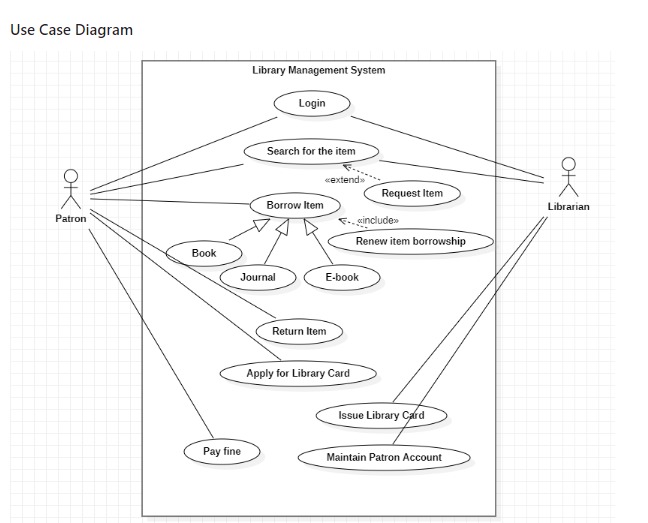 Use Case Diagram
Library Management System
Login
Search for the item
«extend»
Request Item
Patron
Librarian
Borrow Item
«include»
Renew item borrowship
Book
Journal
E-book
Return Item
Apply for Library Card
Issue Library Card
Pay fine
Maintain Patron Account